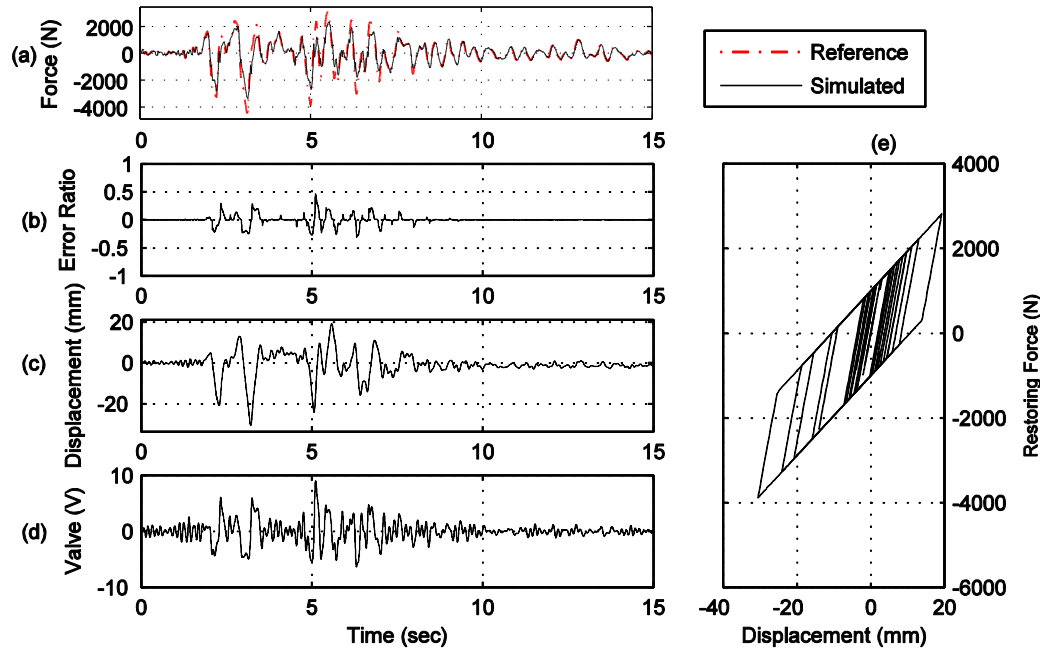 (a)
Force (N)
2000
0
-2000
-4000
0
5
10
15
Reference
Simulated
(b)
Error Ratio
1
0.5
0
-0.5
-1
0
5
10
15
(c)
Displacement (mm)
20
0
-20
0
5
10
15
(d)
Valve (V)
10
0
-10
0
5
10
15
Time (sec)
(e)
4000
2000
0
-2000
-4000
-6000
Restoring Force (N)
-40
-20
0
20
Displacement (mm)